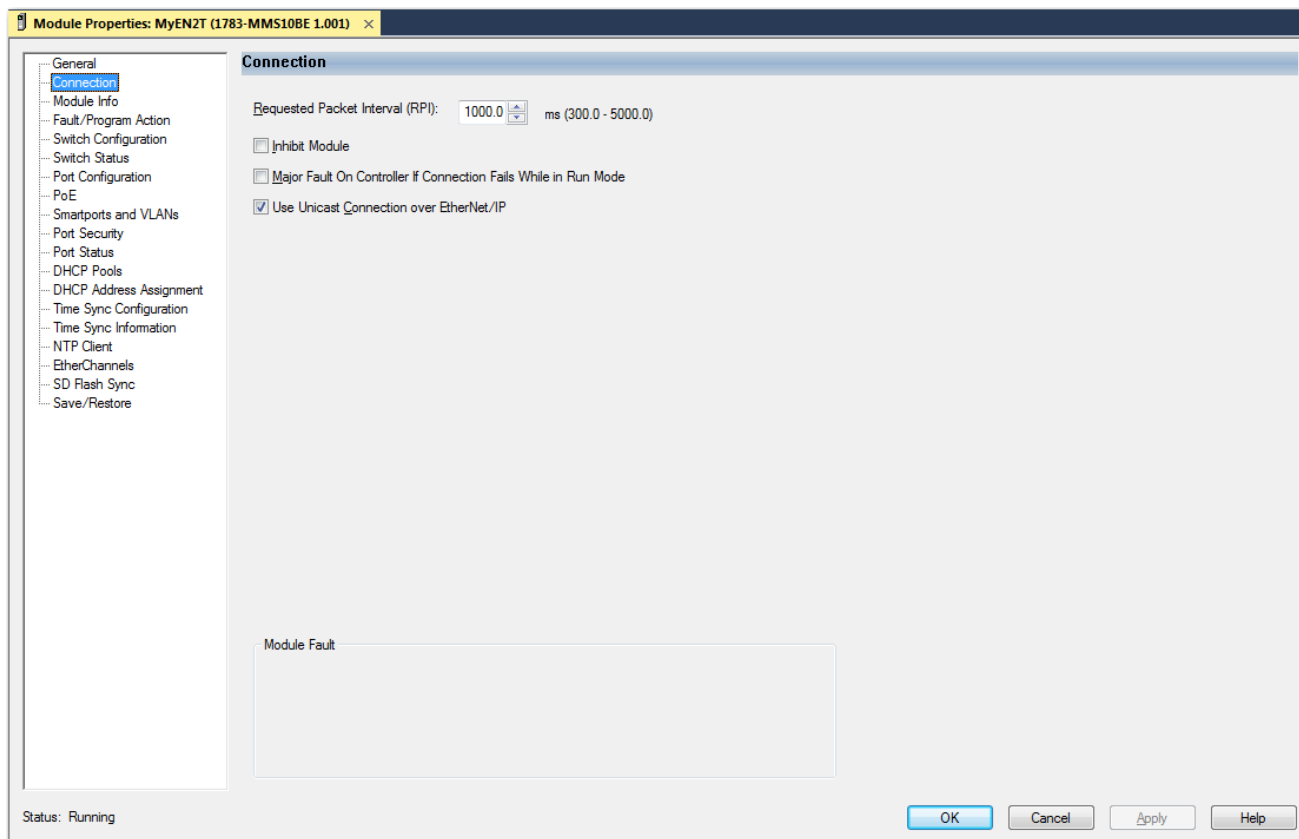 Module Properties: MyEN2T (1783-MMS10BE 1.001) ×
General
Connection
Module Info
Fault/Program Action
Switch Configuration
Switch Status
Port Configuration
PoE
Smartports and VLANs
Port Security
Port Status
DHCP Pools
DHCP Address Assignment
Time Sync Configuration
Time Sync Information
NTP Client
EtherChannels
SD Flash Sync
Save/Restore
Connection
Requested Packet Interval (RPI): 1000.0 ms (300.0 - 5000.0)
Inhibit Module
Major Fault On Controller If Connection Fails While in Run Mode
Use Unicast Connection over EtherNet/IP
Module Fault
Status: Running
OK Cancel Apply Help